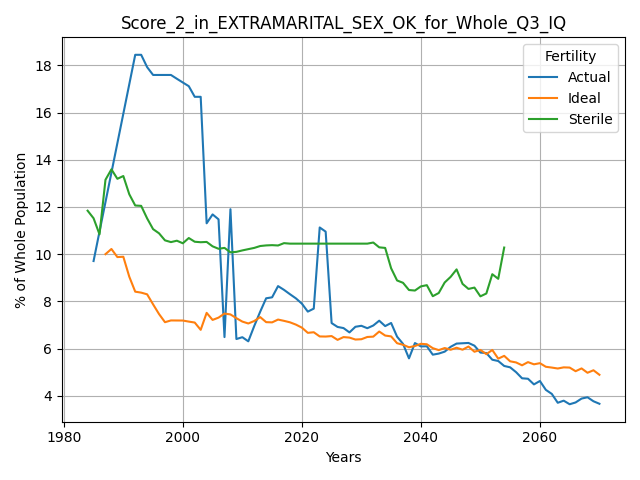 Score_2_in_EXTRAMARITAL_SEX_OK_for_Whole_Q3_IQ
Fertility
Actual
Ideal
Sterile
% of Whole Population
18
16
14
12
10
8
6
4
1980
2000
2020
2040
2060
Years